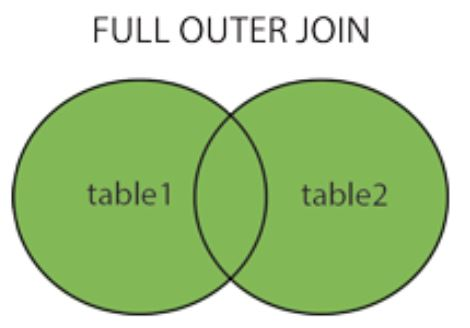 FULL OUTER JOIN
table1 table2